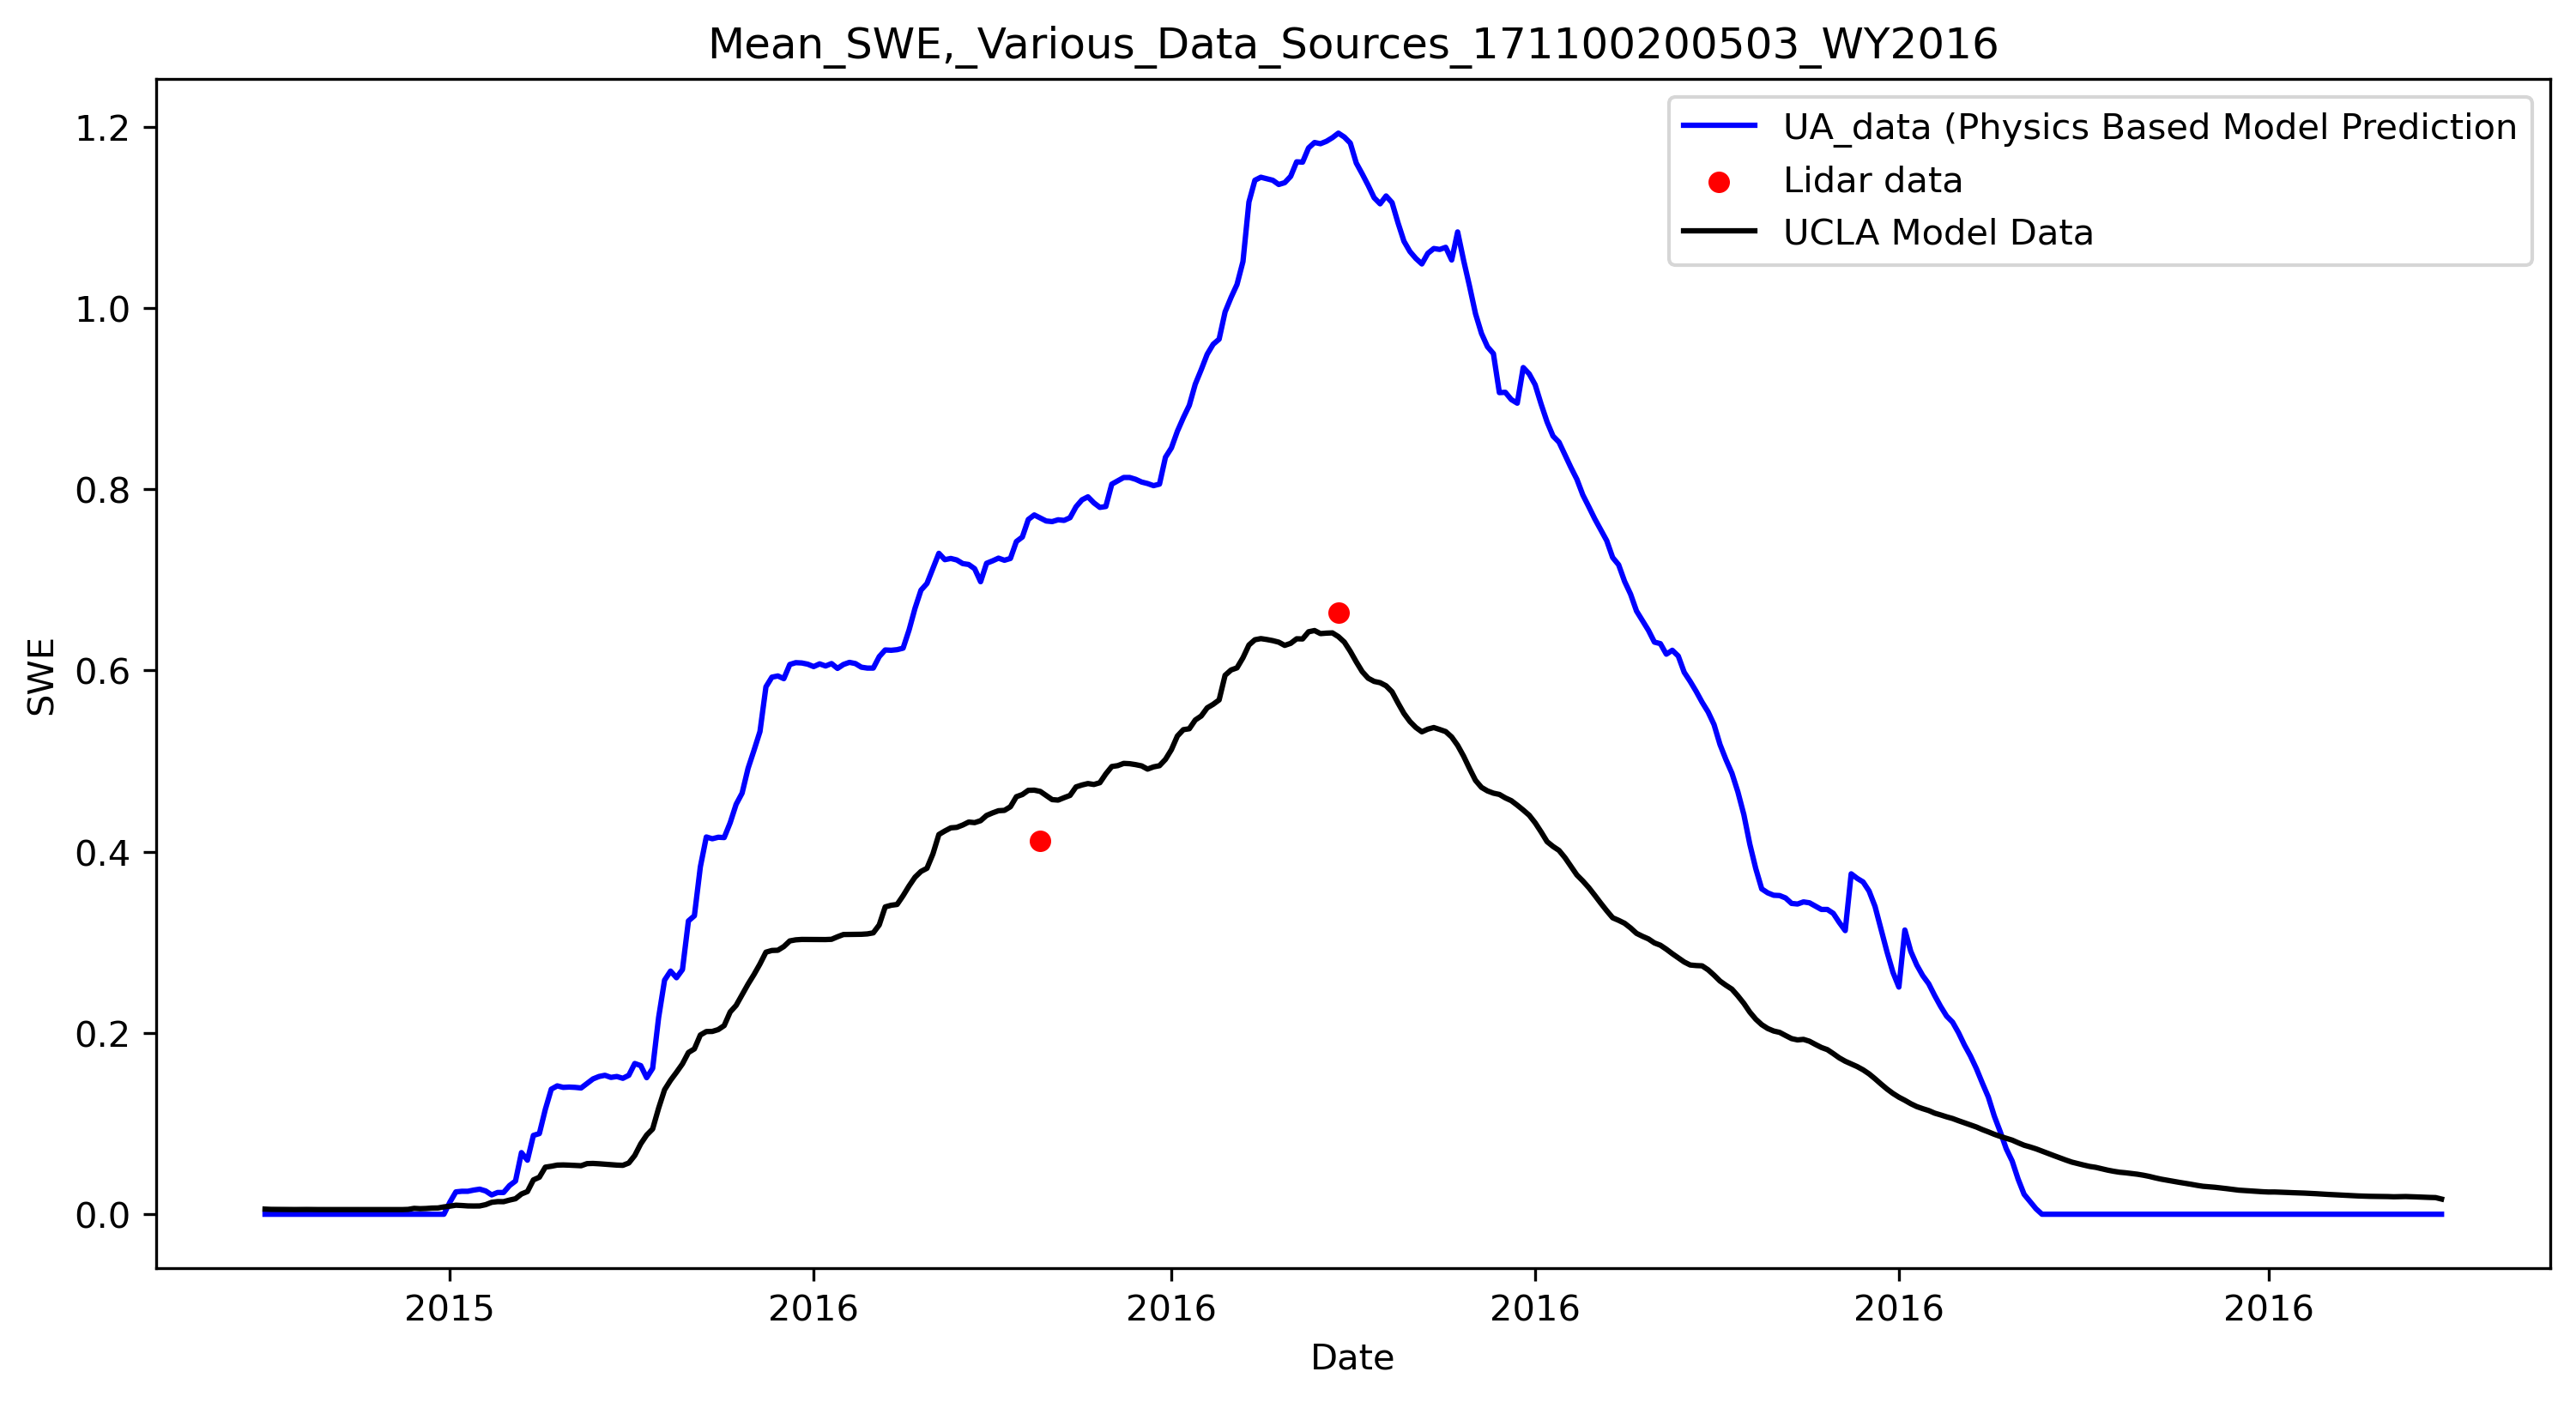 Mean_SWE,_Various_Data_Sources_171100200503_WY2016
UA_data (Physics Based Model Prediction
Lidar data
UCLA Model Data
SWE
1.2
1.0
0.8
0.6
0.4
0.2
0.0
2015 2016 2016 2016 2016 2016
Date